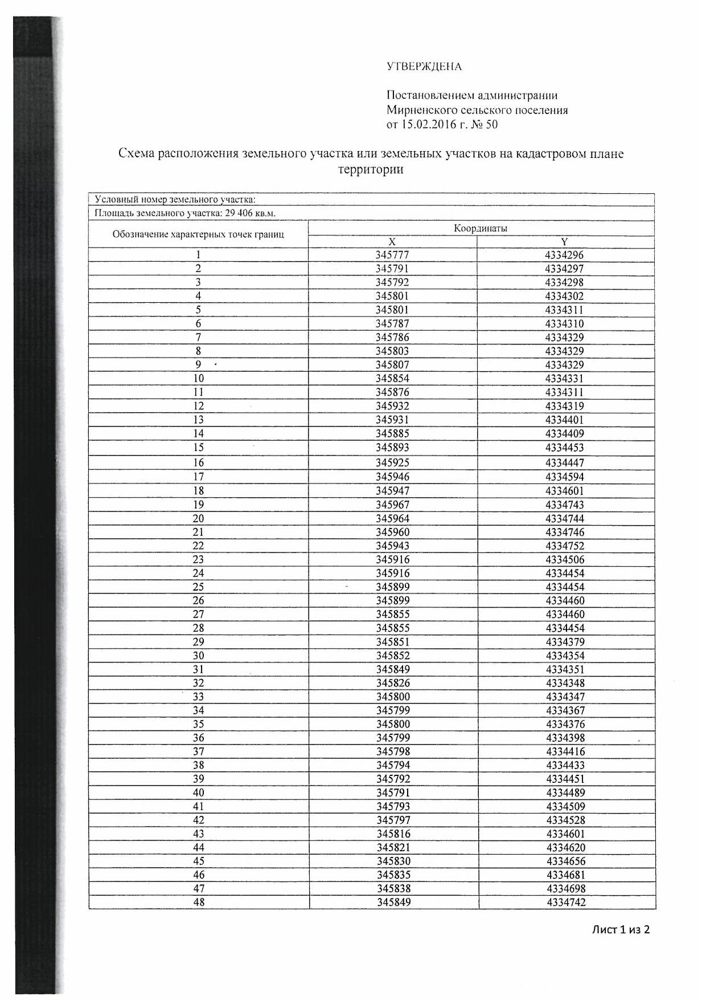 УТВЕРЖДЕНА
Постановлением администрации
Мирненского сельского поселения
от 15.02.2016 г. № 50
Схема расположения земельного участка или земельных участков на кадастровом плане
территории
Условный номер земельного участка:
Площадь земельного участка: 29 406 кв.м.
Обозначение характерных точек границ Координаты
X Y
1 345777 4334296
2 345791 4334297
3 345792 4334298
4 345801 4334302
5 345801 4334311
6 345787 4334310
7 345786 4334329
8 345803 4334329
9 345807 4334329
10 345854 4334331
11 345876 4334311
12 345932 4334319
13 345931 4334401
14 345885 4334409
15 345893 4334453
16 345925 4334447
17 345946 4334594
18 345947 4334601
19 345967 4334743
20 345964 4334744
21 345960 4334746
22 345943 4334752
23 345916 4334506
24 345916 4334454
25 345899 4334454
26 345899 4334460
27 345855 4334460
28 345855 4334454
29 345851 4334379
30 345852 4334354
31 345849 4334351
32 345826 4334348
33 345800 4334347
34 345799 4334367
35 345800 4334376
36 345799 4334398
37 345798 4334416
38 345794 4334433
39 345792 4334451
40 345791 4334489
41 345793 4334509
42 345797 4334528
43 345816 4334601
44 345821 4334620
45 345830 4334656
46 345835 4334681
47 345838 4334698
48 345849 4334742
Лист 1 из 2